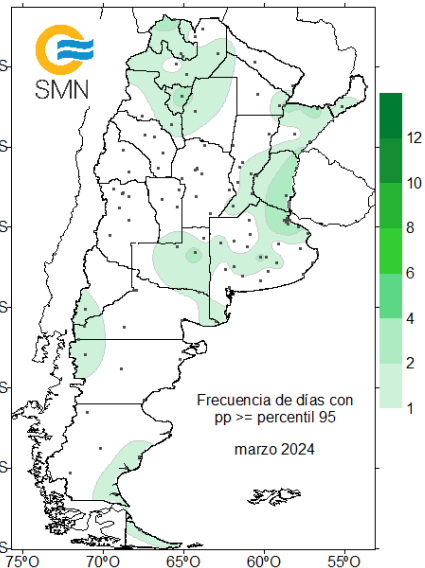 SMN
12
10
8
6
4
2
1
Frecuencia de días con
pp >= percentil 95
marzo 2024
S
S
S
S
S
S
S
75°O 70°O 65°O 60°O 55°O